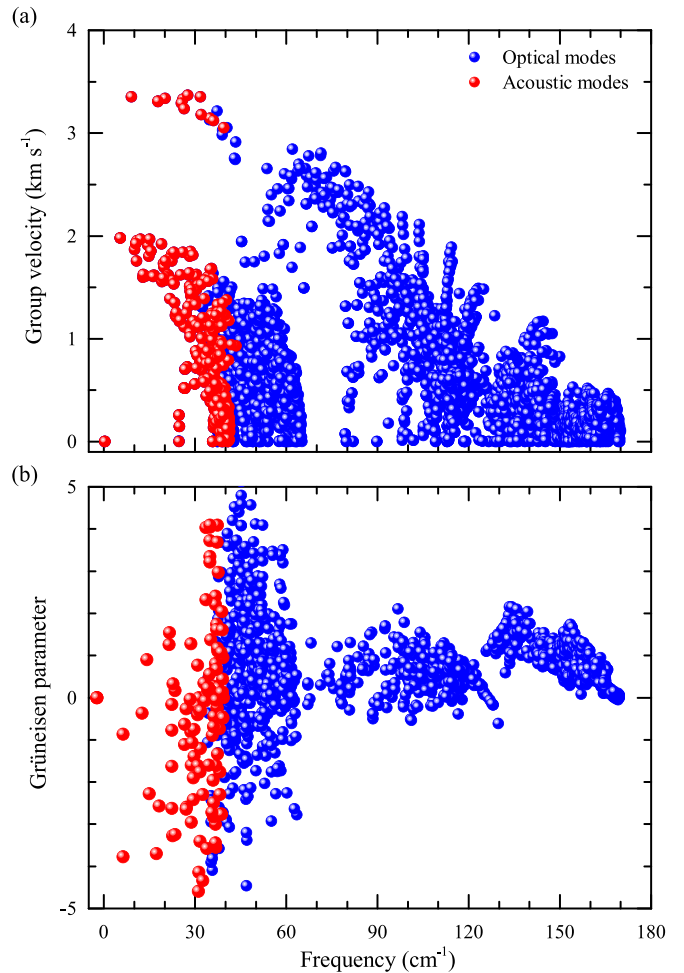 (a)
4
3
2
1
0
Group velocity (km s⁻¹)
Optical modes
Acoustic modes
(b)
5
0
-5
Grüneisen parameter
0 30 60 90 120 150 180
Frequency (cm⁻¹)